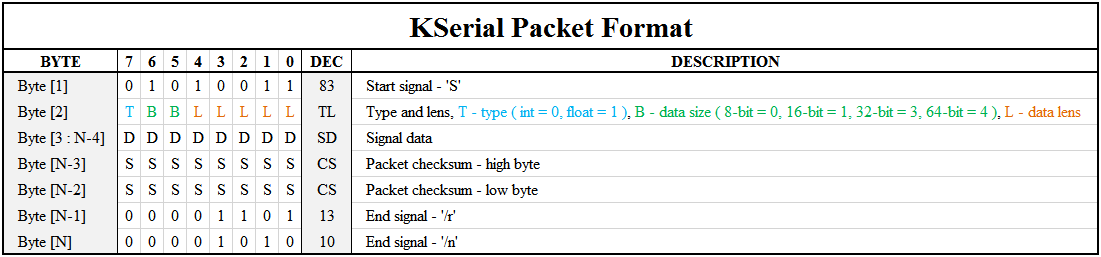 KSerial Packet Format
BYTE 7 6 5 4 3 2 1 0 DEC DESCRIPTION
Byte [1] 0 1 0 1 0 0 1 1 83 Start signal - 'S'
Byte [2] T B B L L L L L TL Type and lens, T - type ( int = 0, float = 1 ), B - data size ( 8-bit = 0, 16-bit = 1, 32-bit = 3, 64-bit = 4 ), L - data lens
Byte [3 : N-4] D D D D D D D D SD Signal data
Byte [N-3] S S S S S S S S CS Packet checksum - high byte
Byte [N-2] S S S S S S S S CS Packet checksum - low byte
Byte [N-1] 0 0 0 0 1 1 0 1 13 End signal - '/r'
Byte [N] 0 0 0 0 1 0 1 0 10 End signal - '/n'